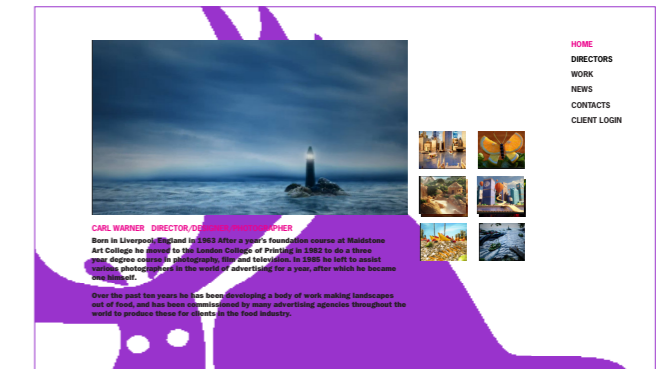 HOME
DIRECTORS
WORK
NEWS
CONTACTS
CLIENT LOGIN
CARL WARNER DIRECTOR/DESIGNER/PHOTOGRAPHER
Born in Liverpool, England in 1963 After a year's foundation course at Maidstone
Art College he moved to the London College of Printing in 1982 to do a three
year degree course in photography, film and television. In 1985 he left to assist
various photographers in the world of advertising for a year, after which he became
one himself.
Over the past ten years he has been developing a body of work making landscapes
out of food, and has been commissioned by many advertising agencies throughout the
world to produce these for clients in the food industry.